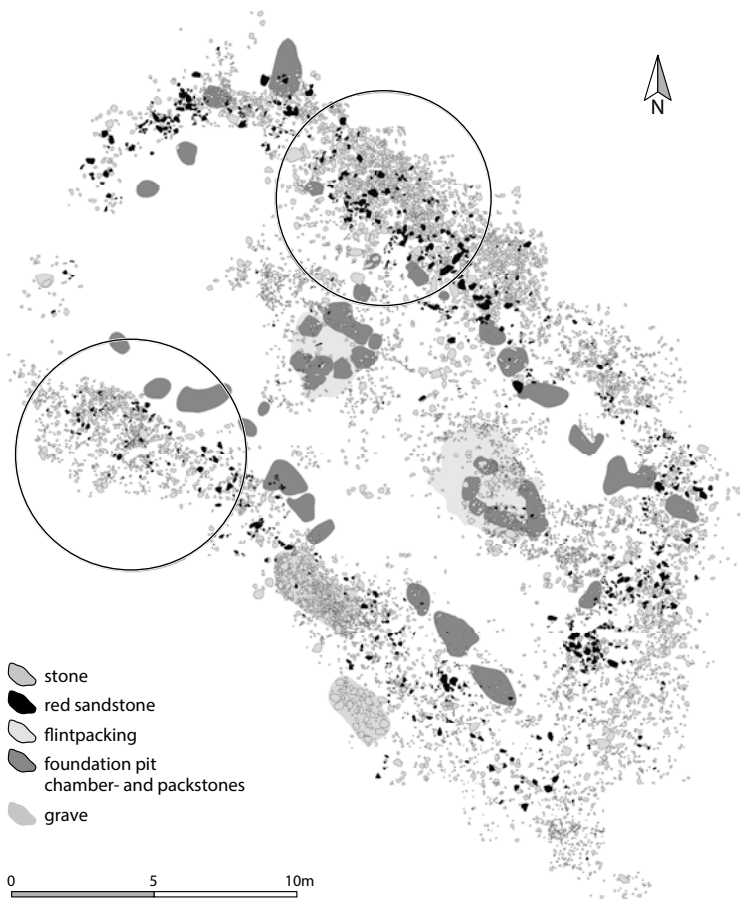 N
stone
red sandstone
flintpacking
foundation pit
chamber- and packstones
grave
0 5 10m